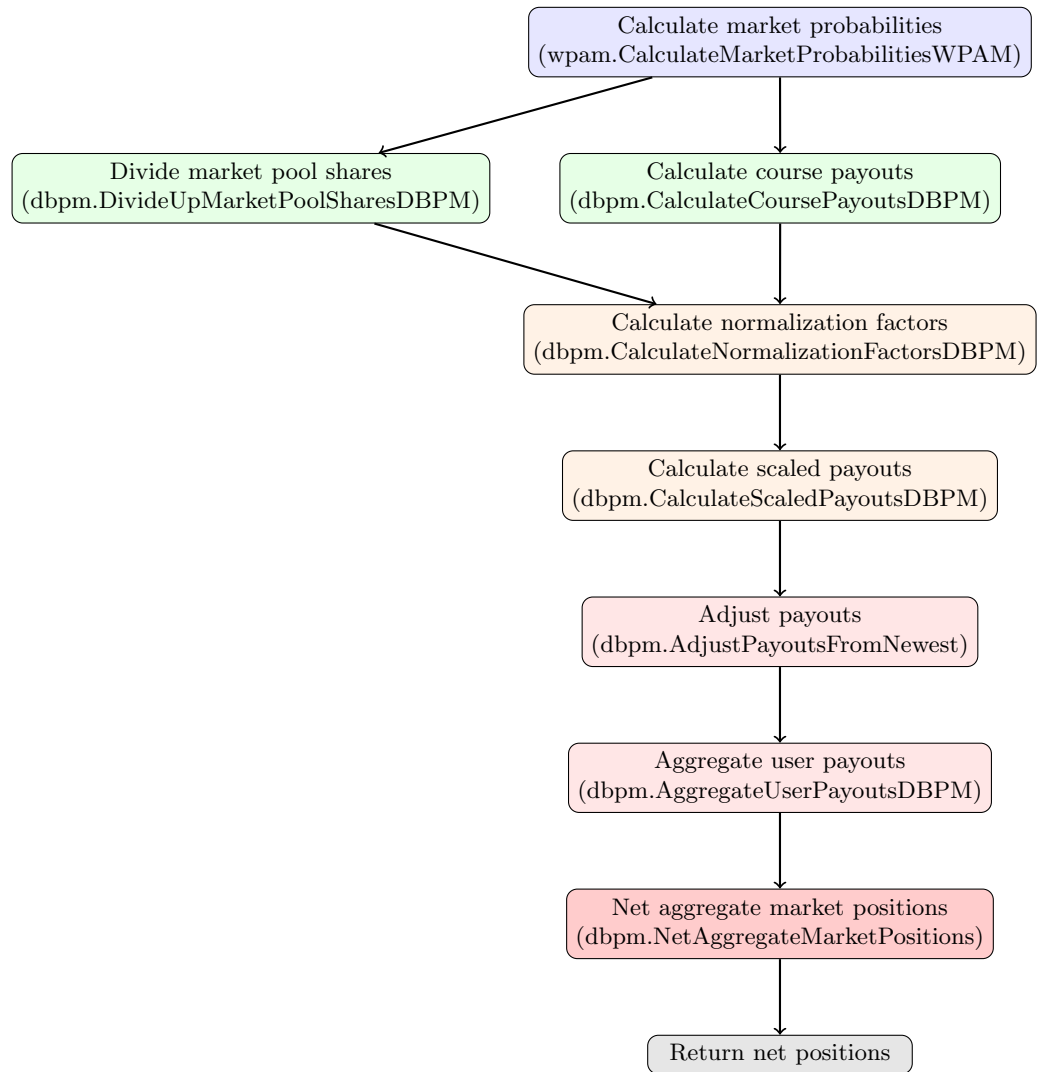 Calculate market probabilities
(wpam.CalculateMarketProbabilitiesWPAM)
Divide market pool shares
(dbpm.DivideUpMarketPoolSharesDBPM)
Calculate course payouts
(dbpm.CalculateCoursePayoutsDBPM)
Calculate normalization factors
(dbpm.CalculateNormalizationFactorsDBPM)
Calculate scaled payouts
(dbpm.CalculateScaledPayoutsDBPM)
Adjust payouts
(dbpm.AdjustPayoutsFromNewest)
Aggregate user payouts
(dbpm.AggregateUserPayoutsDBPM)
Net aggregate market positions
(dbpm.NetAggregateMarketPositions)
Return net positions